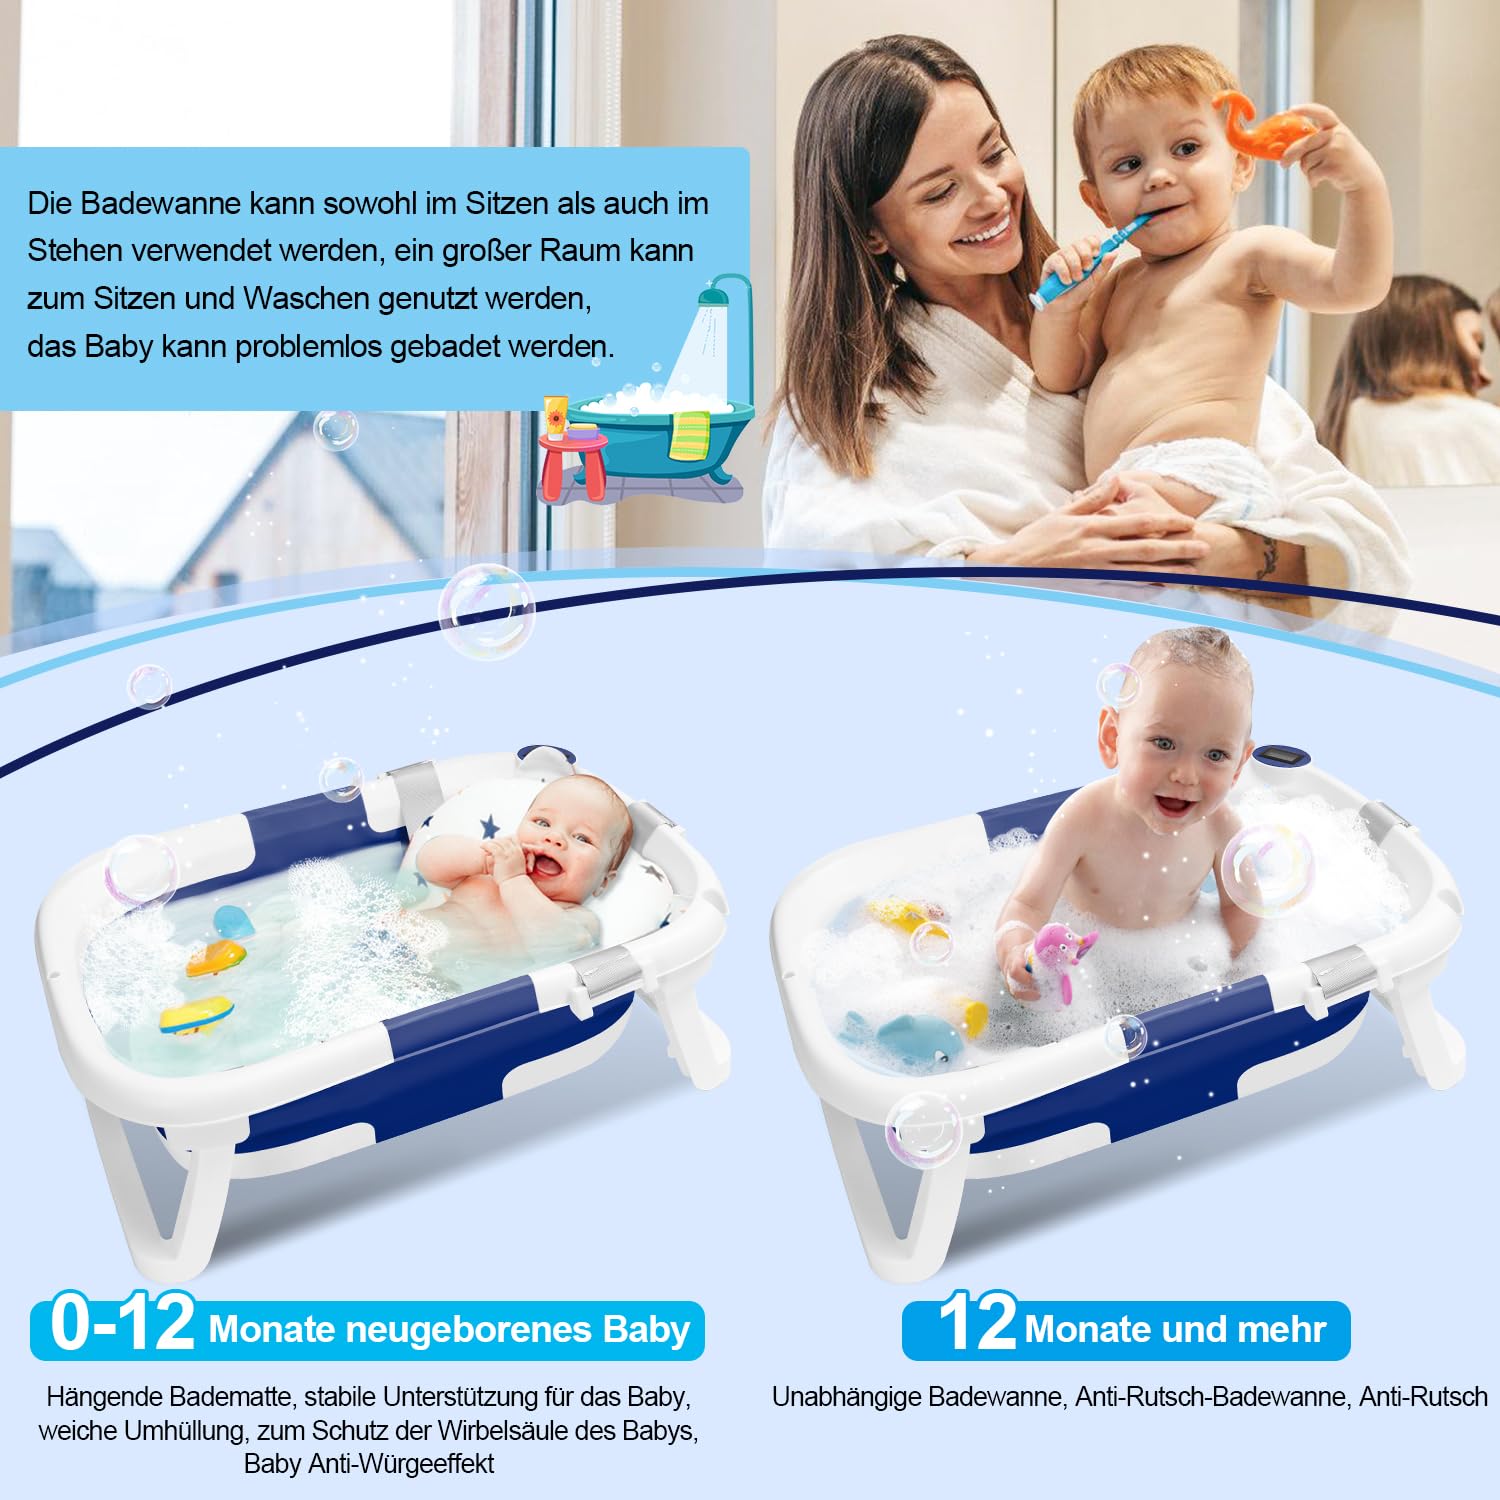 Die Badewanne kann sowohl im Sitzen als auch im
Stehen verwendet werden, ein großer Raum kann
zum Sitzen und Waschen genutzt werden,
das Baby kann problemlos gebadet werden.
0-12 Monate neugeborenes Baby
Hängende Badematte, stabile Unterstützung für das Baby,
weiche Umhüllung, zum Schutz der Wirbelsäule des Babys,
Baby Anti-Würgeeffekt
12 Monate und mehr
Unabhängige Badewanne, Anti-Rutsch-Badewanne, Anti-Rutsch